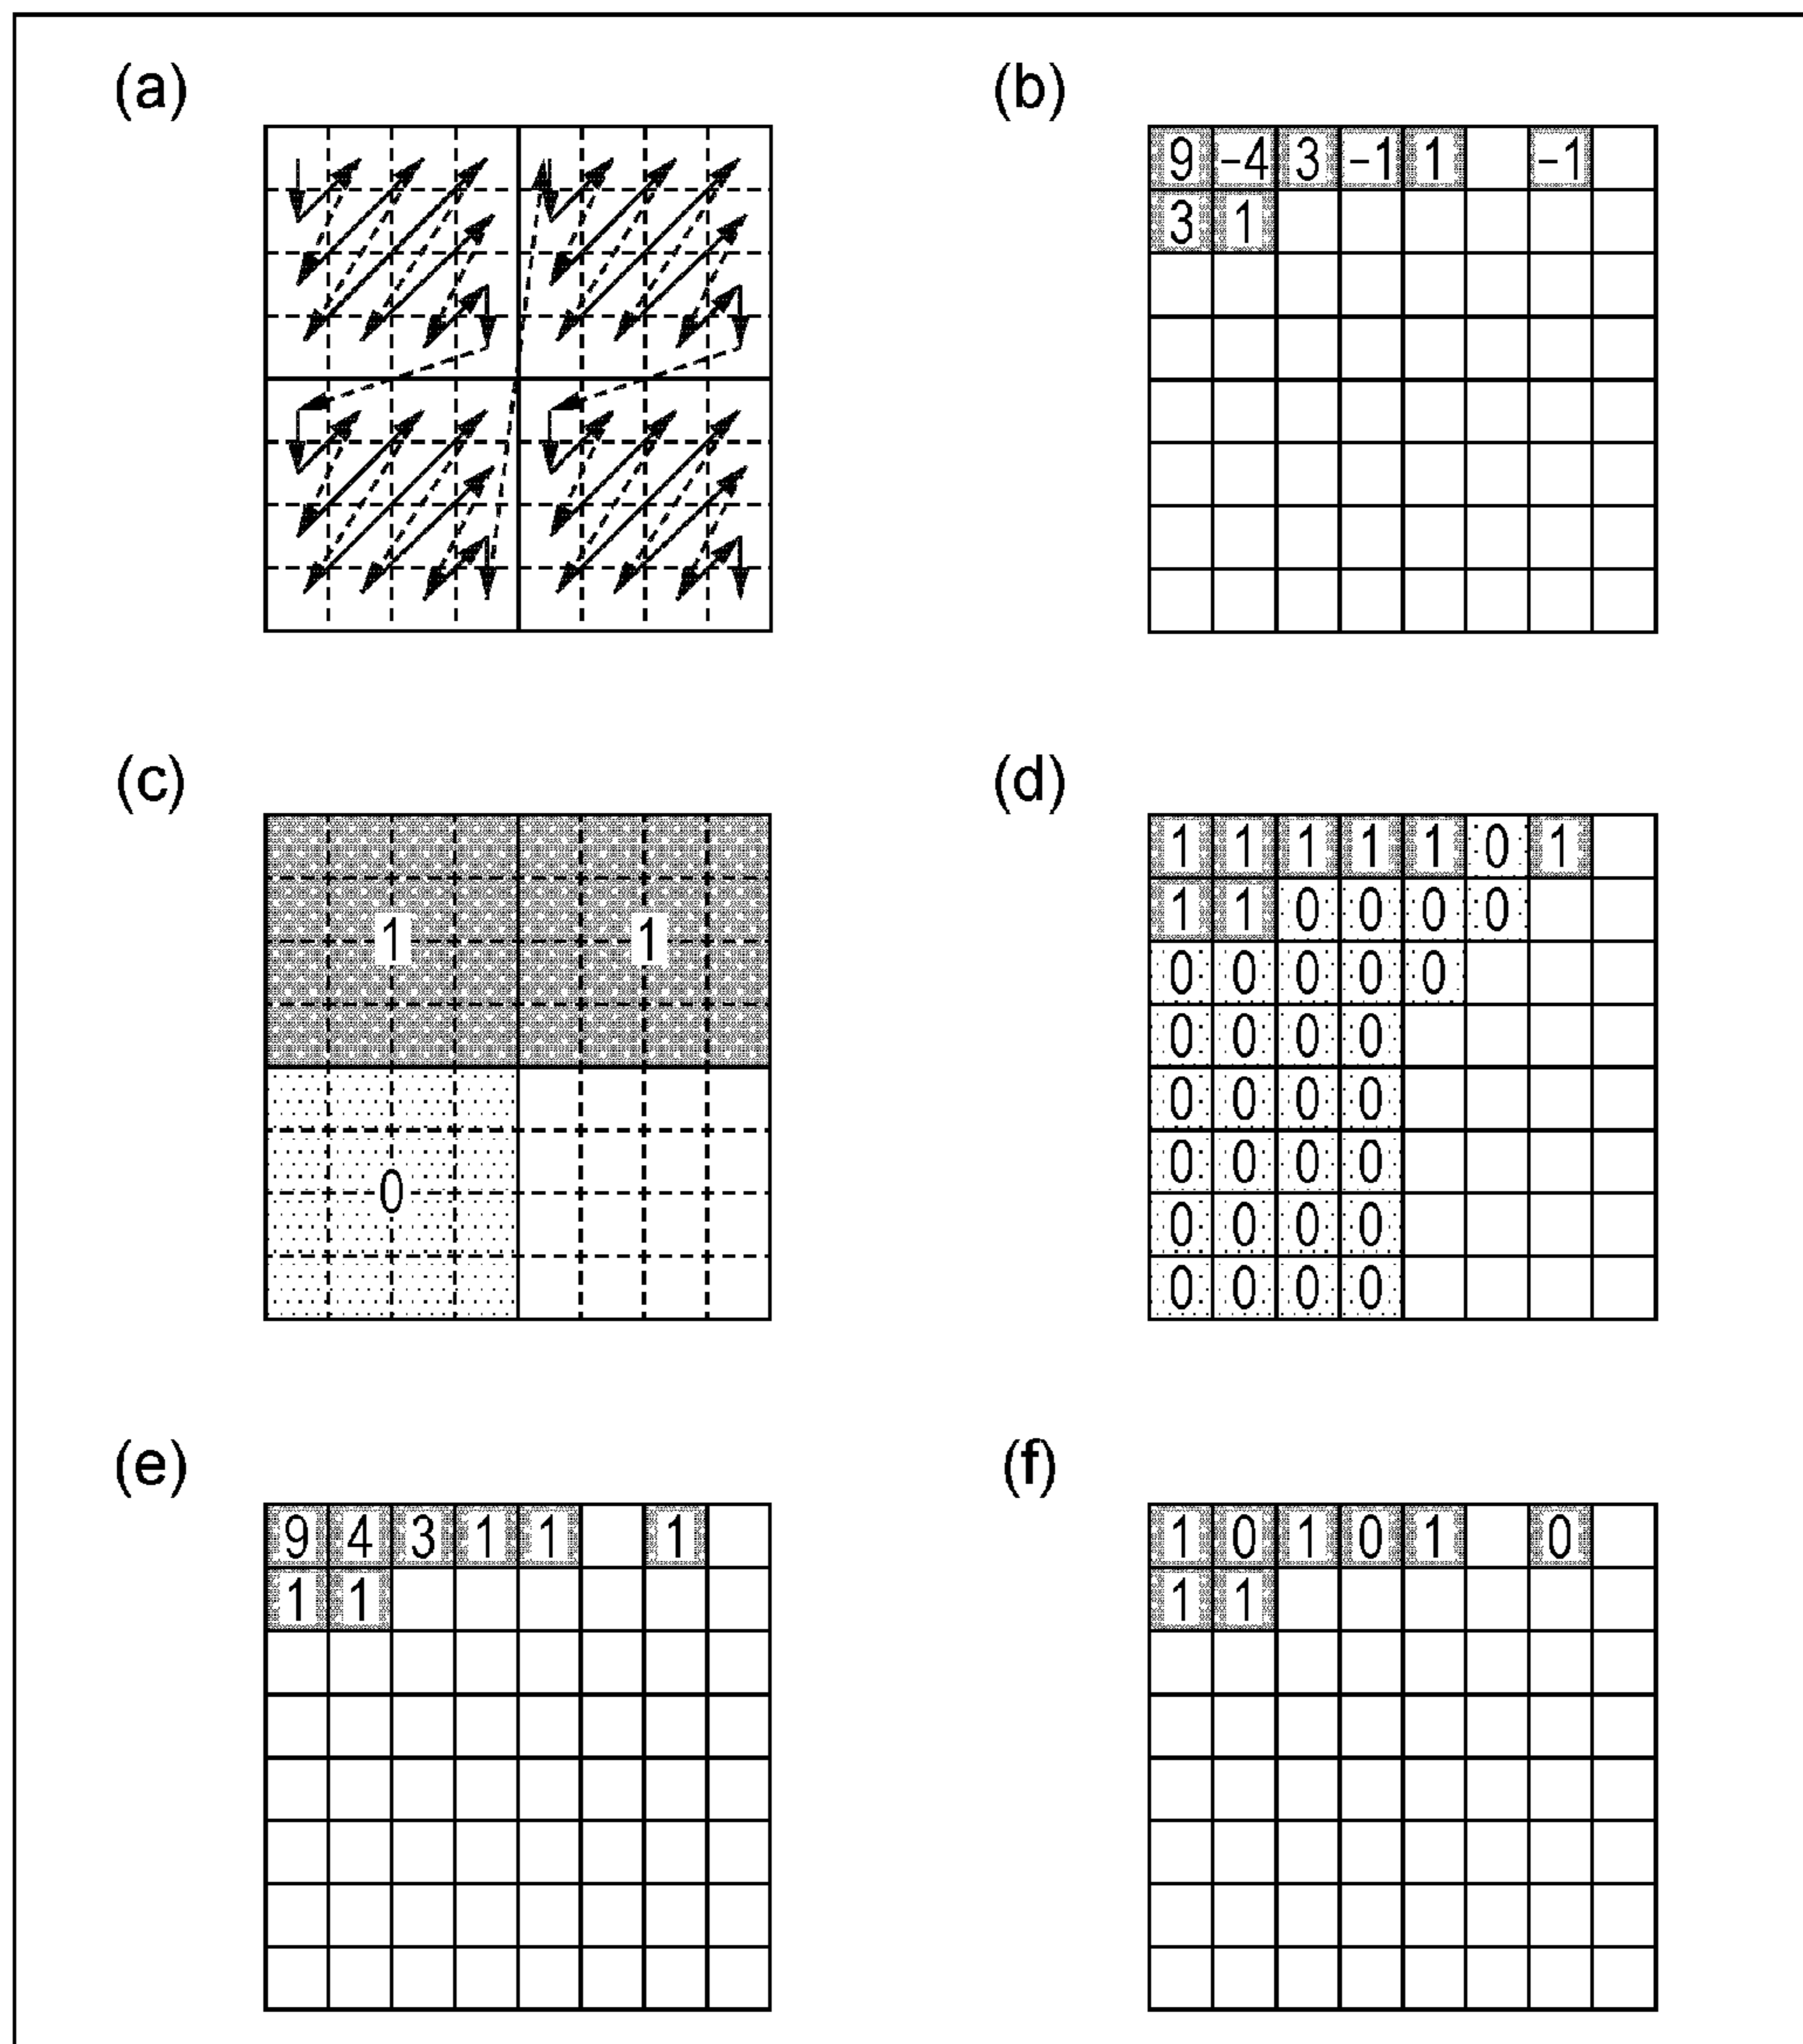 (a) (b)
9 -4 3 -1 1 -1
3 1
(c) (d)
1 1
0
1 1 1 1 1 0 1
1 1 0 0 0 0
0 0 0 0 0
0 0 0 0
0 0 0 0
0 0 0 0
0 0 0 0
0 0 0 0
(e) (f)
9 4 3 1 1 1
1 1
1 0 1 0 1 0
1 1